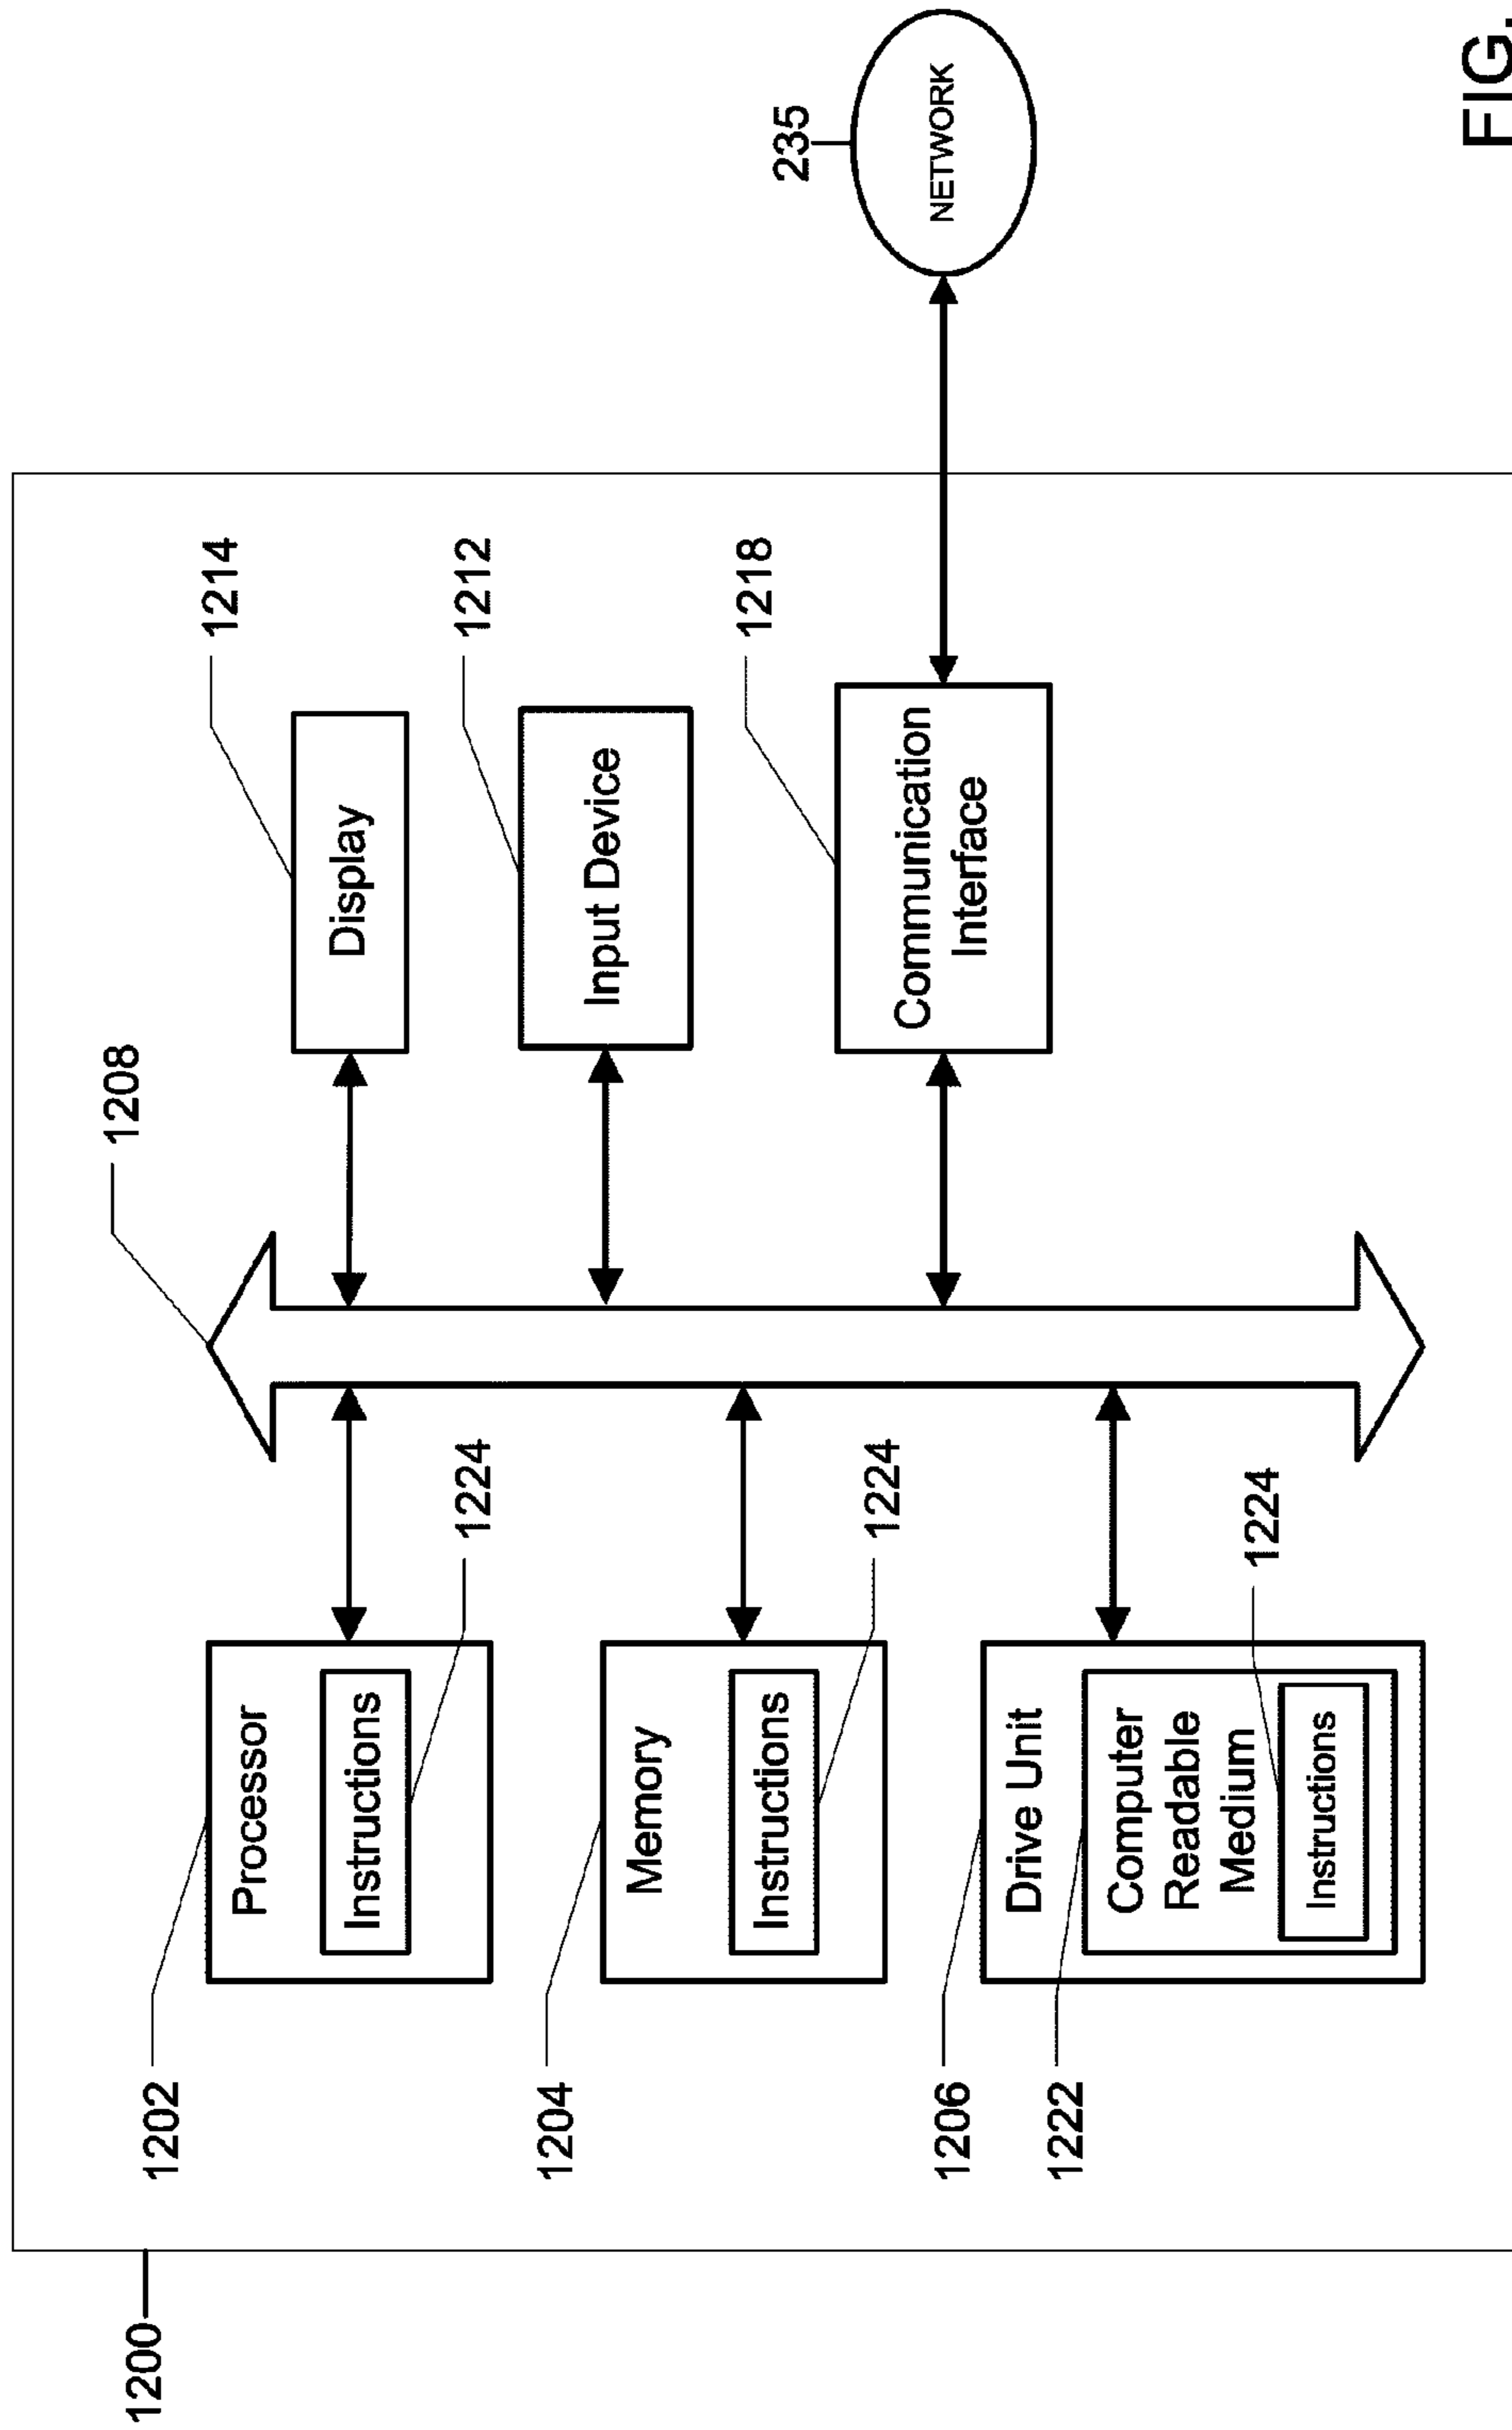 1200
1208
1202
Processor
Instructions
1224
1214
Display
1204
Memory
Instructions
1224
1212
Input Device
1206
Drive Unit
1222
Computer
Readable
Medium
1224
Instructions
1218
Communication
Interface
235
NETWORK
FIG.